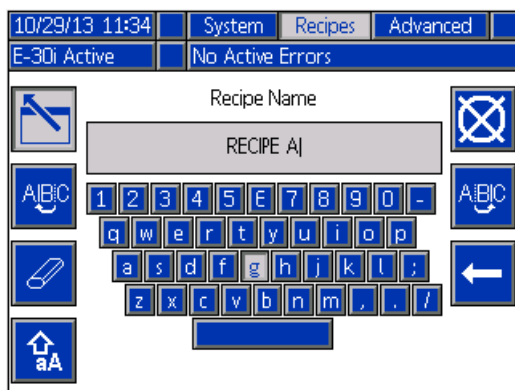 10/29/13 11:34 System Recipes Advanced
E-30i Active No Active Errors
Recipe Name
RECIPE A
ABC 1 2 3 4 5 6 7 8 9 0 - ABC
q w e r t y u i o p
a s d f g h j k l ;
z x c v b n m , . /
aA